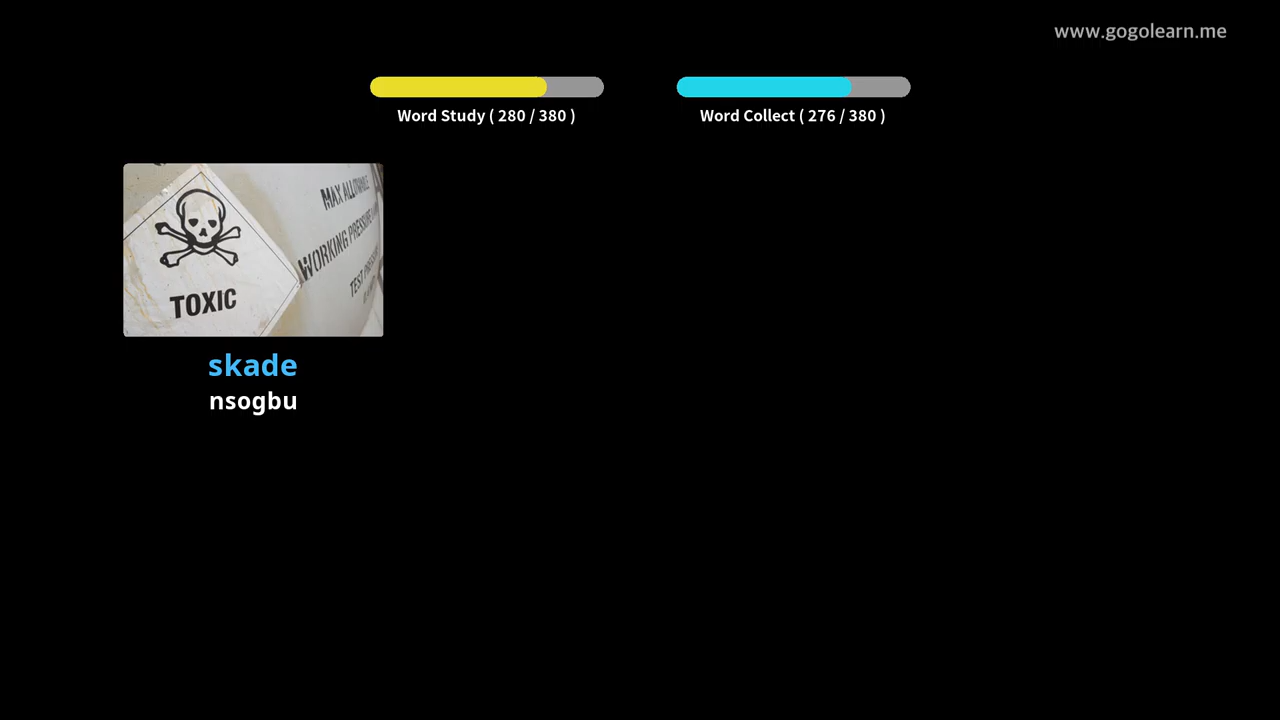 www.gogolearn.me
Word Study ( 280 / 380 )
Word Collect ( 276 / 380 )
MAX ALLOWABLE
WORKING PRESSURE
TEST
TOXIC
skade
nsogbu